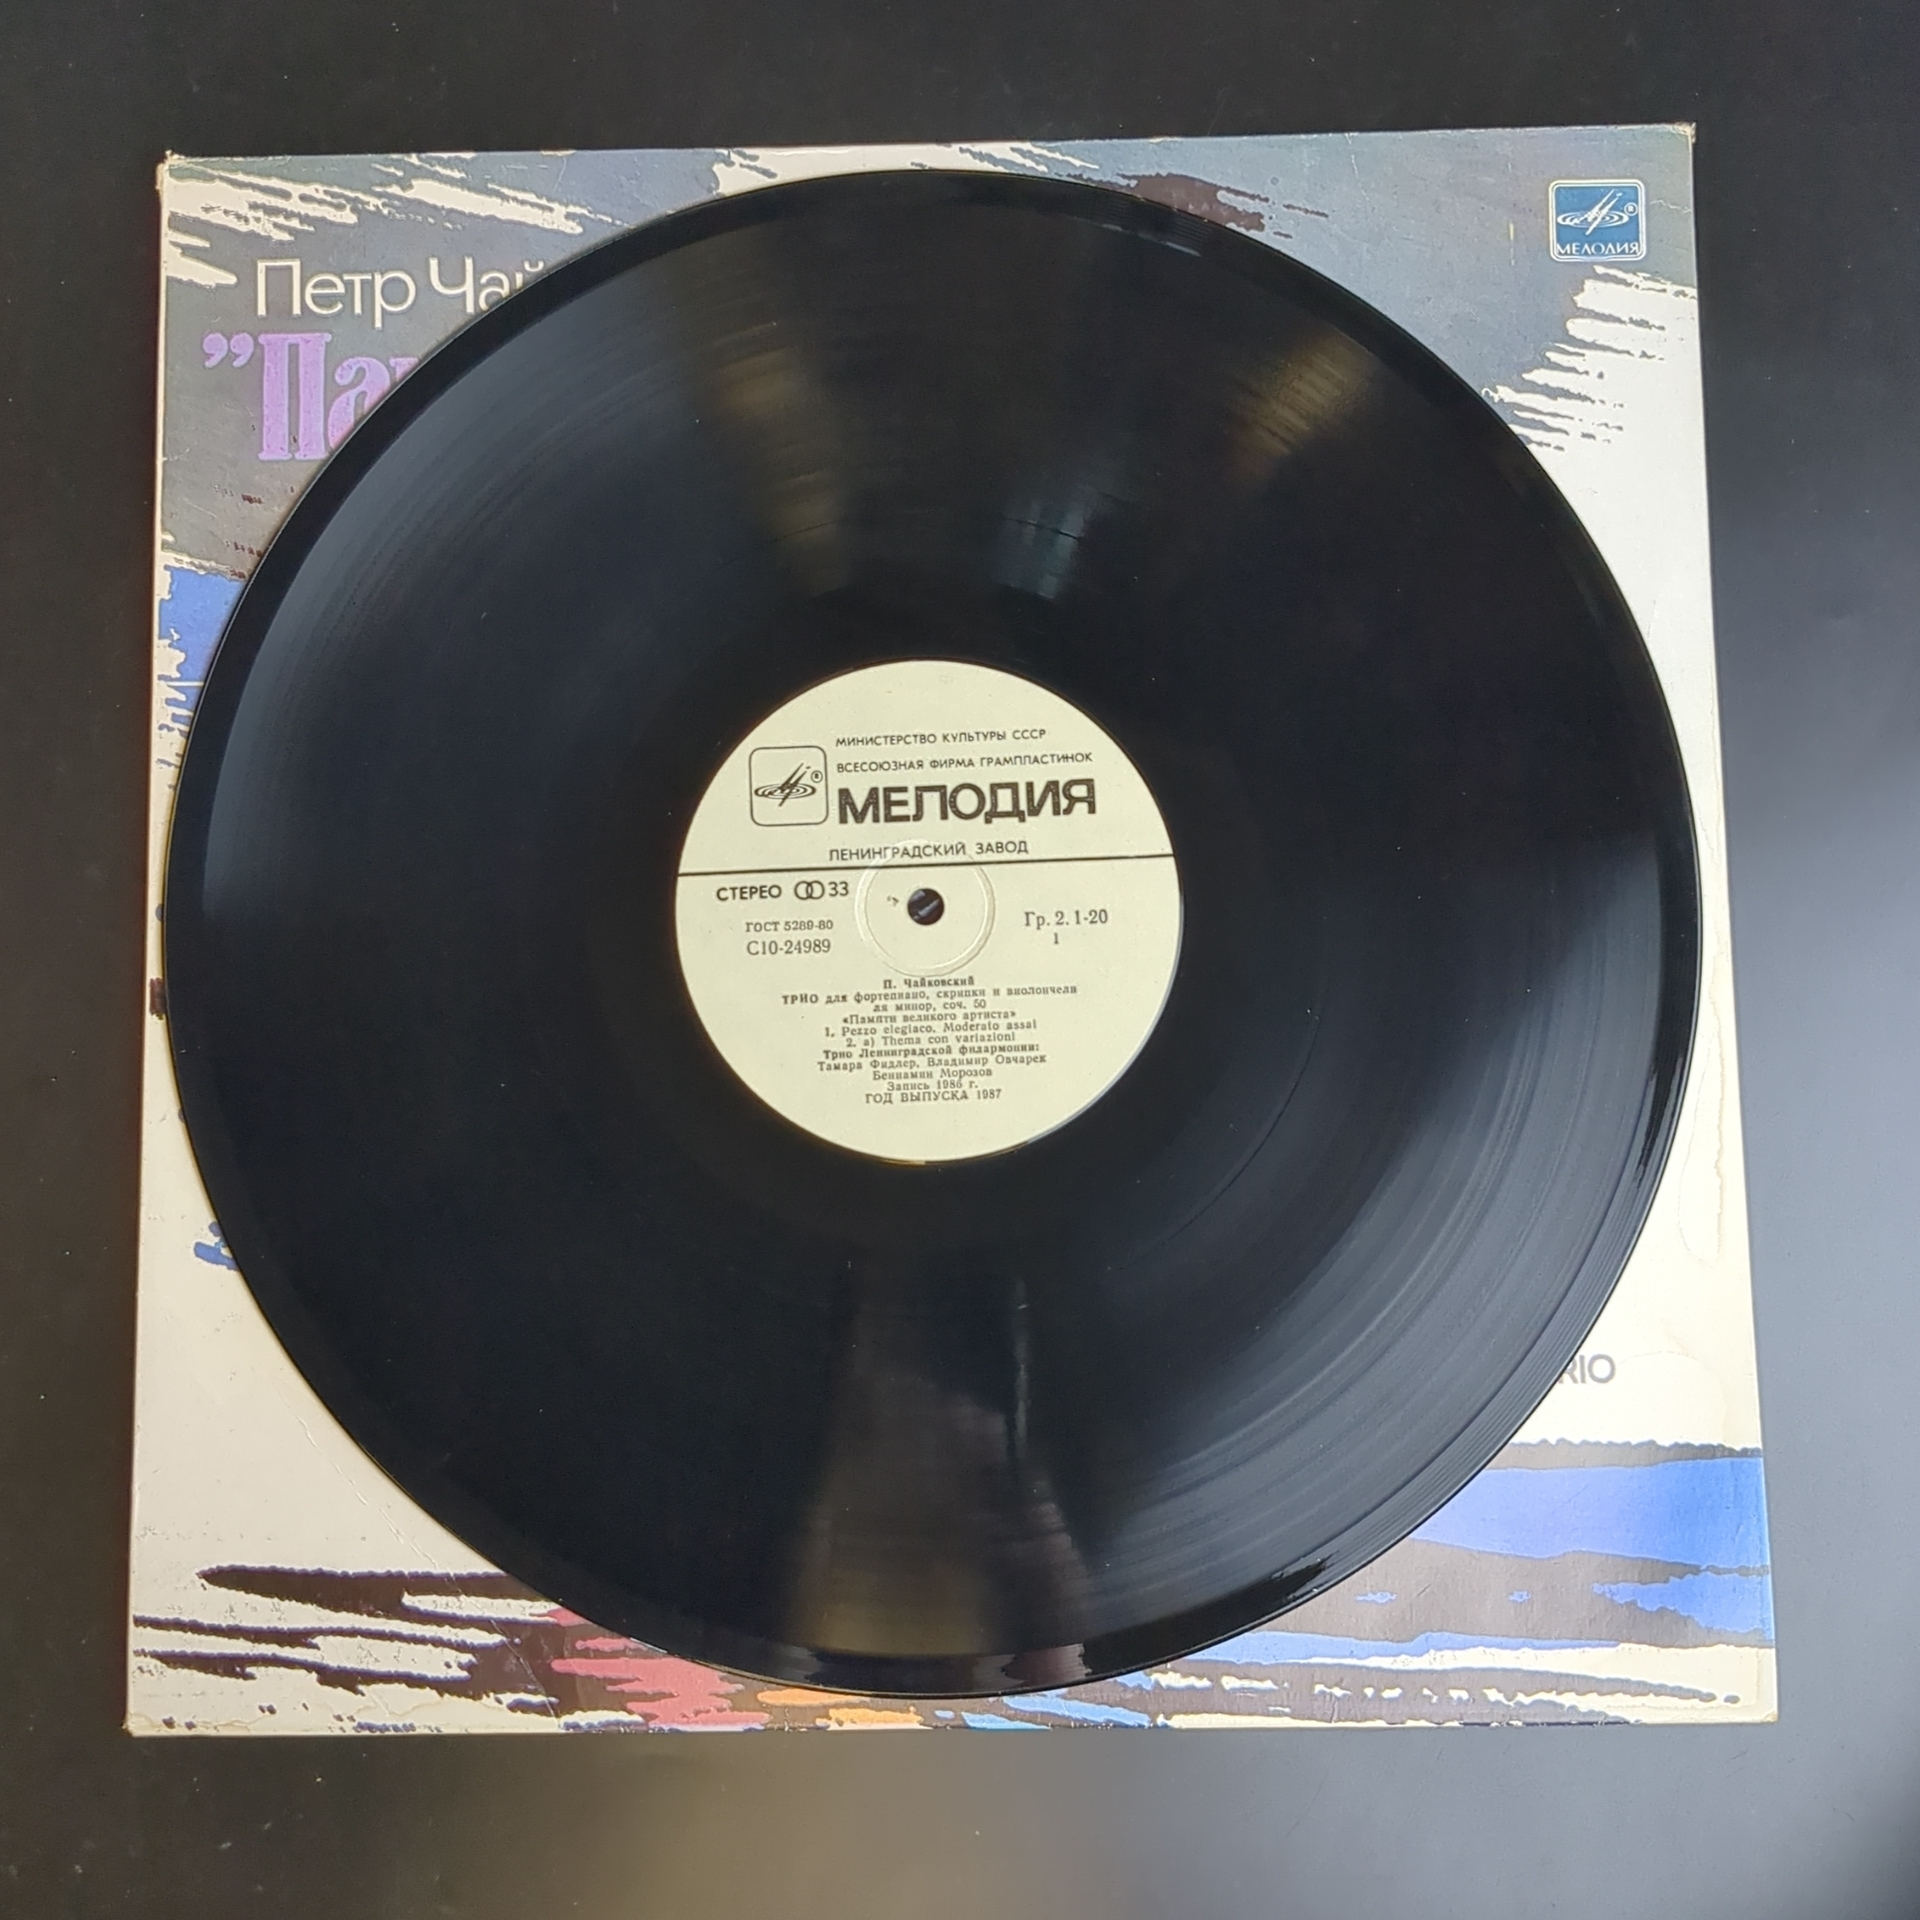 Петр Чай
"Пам
МЕЛОДИЯ
МИНИСТЕРСТВО КУЛЬТУРЫ СССР
ВСЕСОЮЗНАЯ ФИРМА ГРАМПЛАСТИНОК
МЕЛОДИЯ
ЛЕНИНГРАДСКИЙ ЗАВОД
СТЕРЕО 33
ГОСТ 5289-80
С10-24989
Гр. 2. 1-20
1
П. Чайковский
ТРИО для фортепиано, скрипки и виолончели
ля минор, соч. 50
«Памяти великого артиста»
1. Pezzo elegiaco. Moderato assai
2. a) Thema con variazioni
Трио Ленинградской филармонии:
Тамара Фидлер, Владимир Овчарек
Бениамин Морозов
Запись 1986 г.
ГОД ВЫПУСКА 1987
RIO